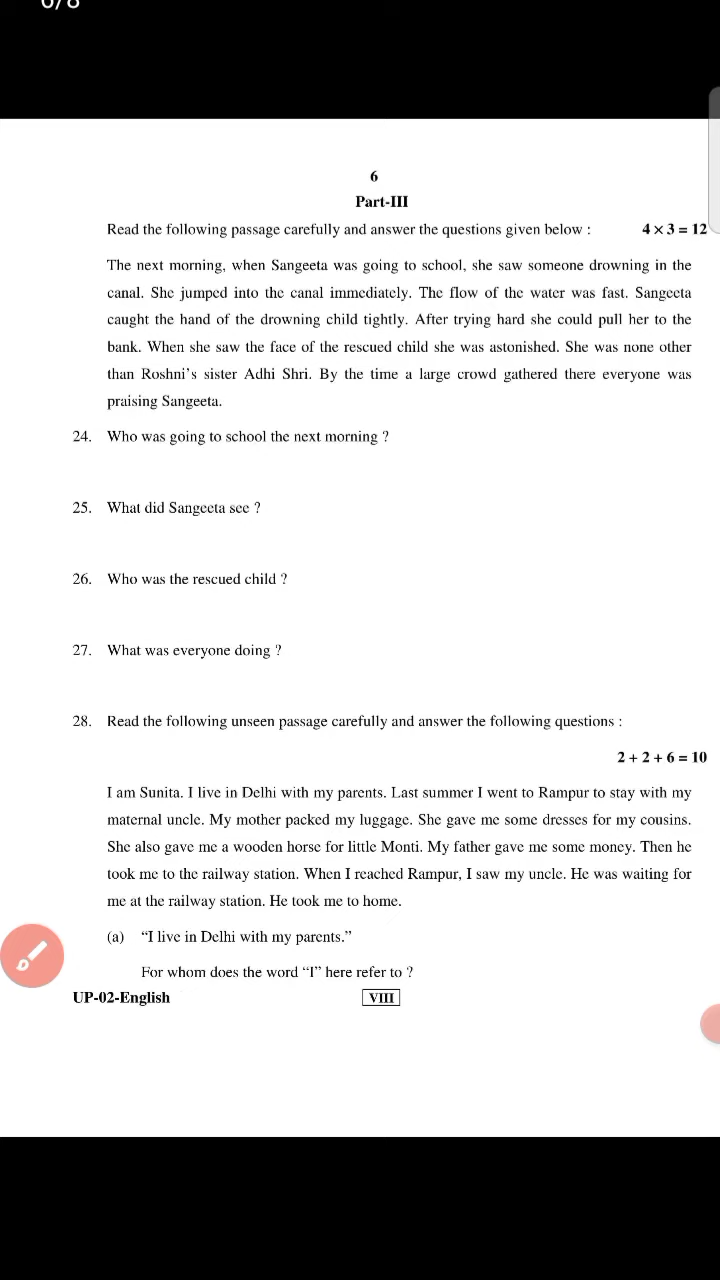 6/8
6
Part-III
Read the following passage carefully and answer the questions given below : 4 × 3 = 12
The next morning, when Sangeeta was going to school, she saw someone drowning in the
canal. She jumped into the canal immediately. The flow of the water was fast. Sangeeta
caught the hand of the drowning child tightly. After trying hard she could pull her to the
bank. When she saw the face of the rescued child she was astonished. She was none other
than Roshni's sister Adhi Shri. By the time a large crowd gathered there everyone was
praising Sangeeta.
24. Who was going to school the next morning ?
25. What did Sangeeta see ?
26. Who was the rescued child ?
27. What was everyone doing ?
28. Read the following unseen passage carefully and answer the following questions :
2 + 2 + 6 = 10
I am Sunita. I live in Delhi with my parents. Last summer I went to Rampur to stay with my
maternal uncle. My mother packed my luggage. She gave me some dresses for my cousins.
She also gave me a wooden horse for little Monti. My father gave me some money. Then he
took me to the railway station. When I reached Rampur, I saw my uncle. He was waiting for
me at the railway station. He took me to home.
(a) “I live in Delhi with my parents.”
For whom does the word “I” here refer to ?
UP-02-English VIII